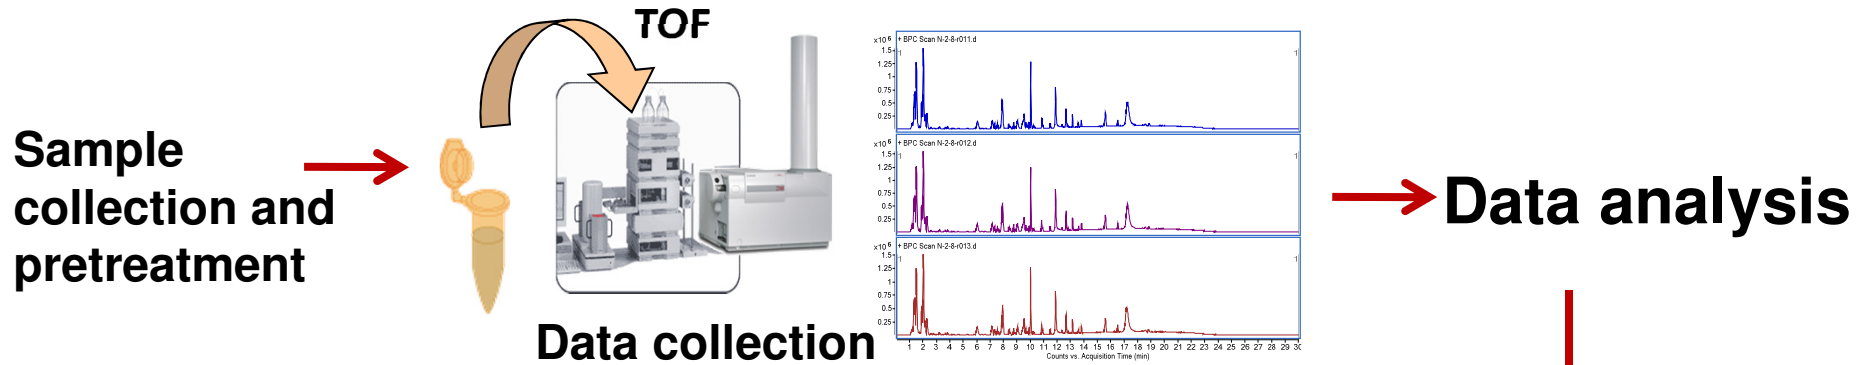 TOF
Sample
collection and
pretreatment
Data collection
x10 6
+ BPC Scan N-2-8-r011.d
1.5
1.25
1
0.75
0.5
0.25
x10 6
+ BPC Scan N-2-8-r012.d
1.5
1.25
1
0.75
0.5
0.25
x10 6
+ BPC Scan N-2-8-r013.d
1.5
1.25
1
0.75
0.5
0.25
1 2 3 4 5 6 7 8 9 10 11 12 13 14 15 16 17 18 19 20 21 22 23 24 25 26 27 28 29 30
Counts vs. Acquisition Time (min)
Data analysis